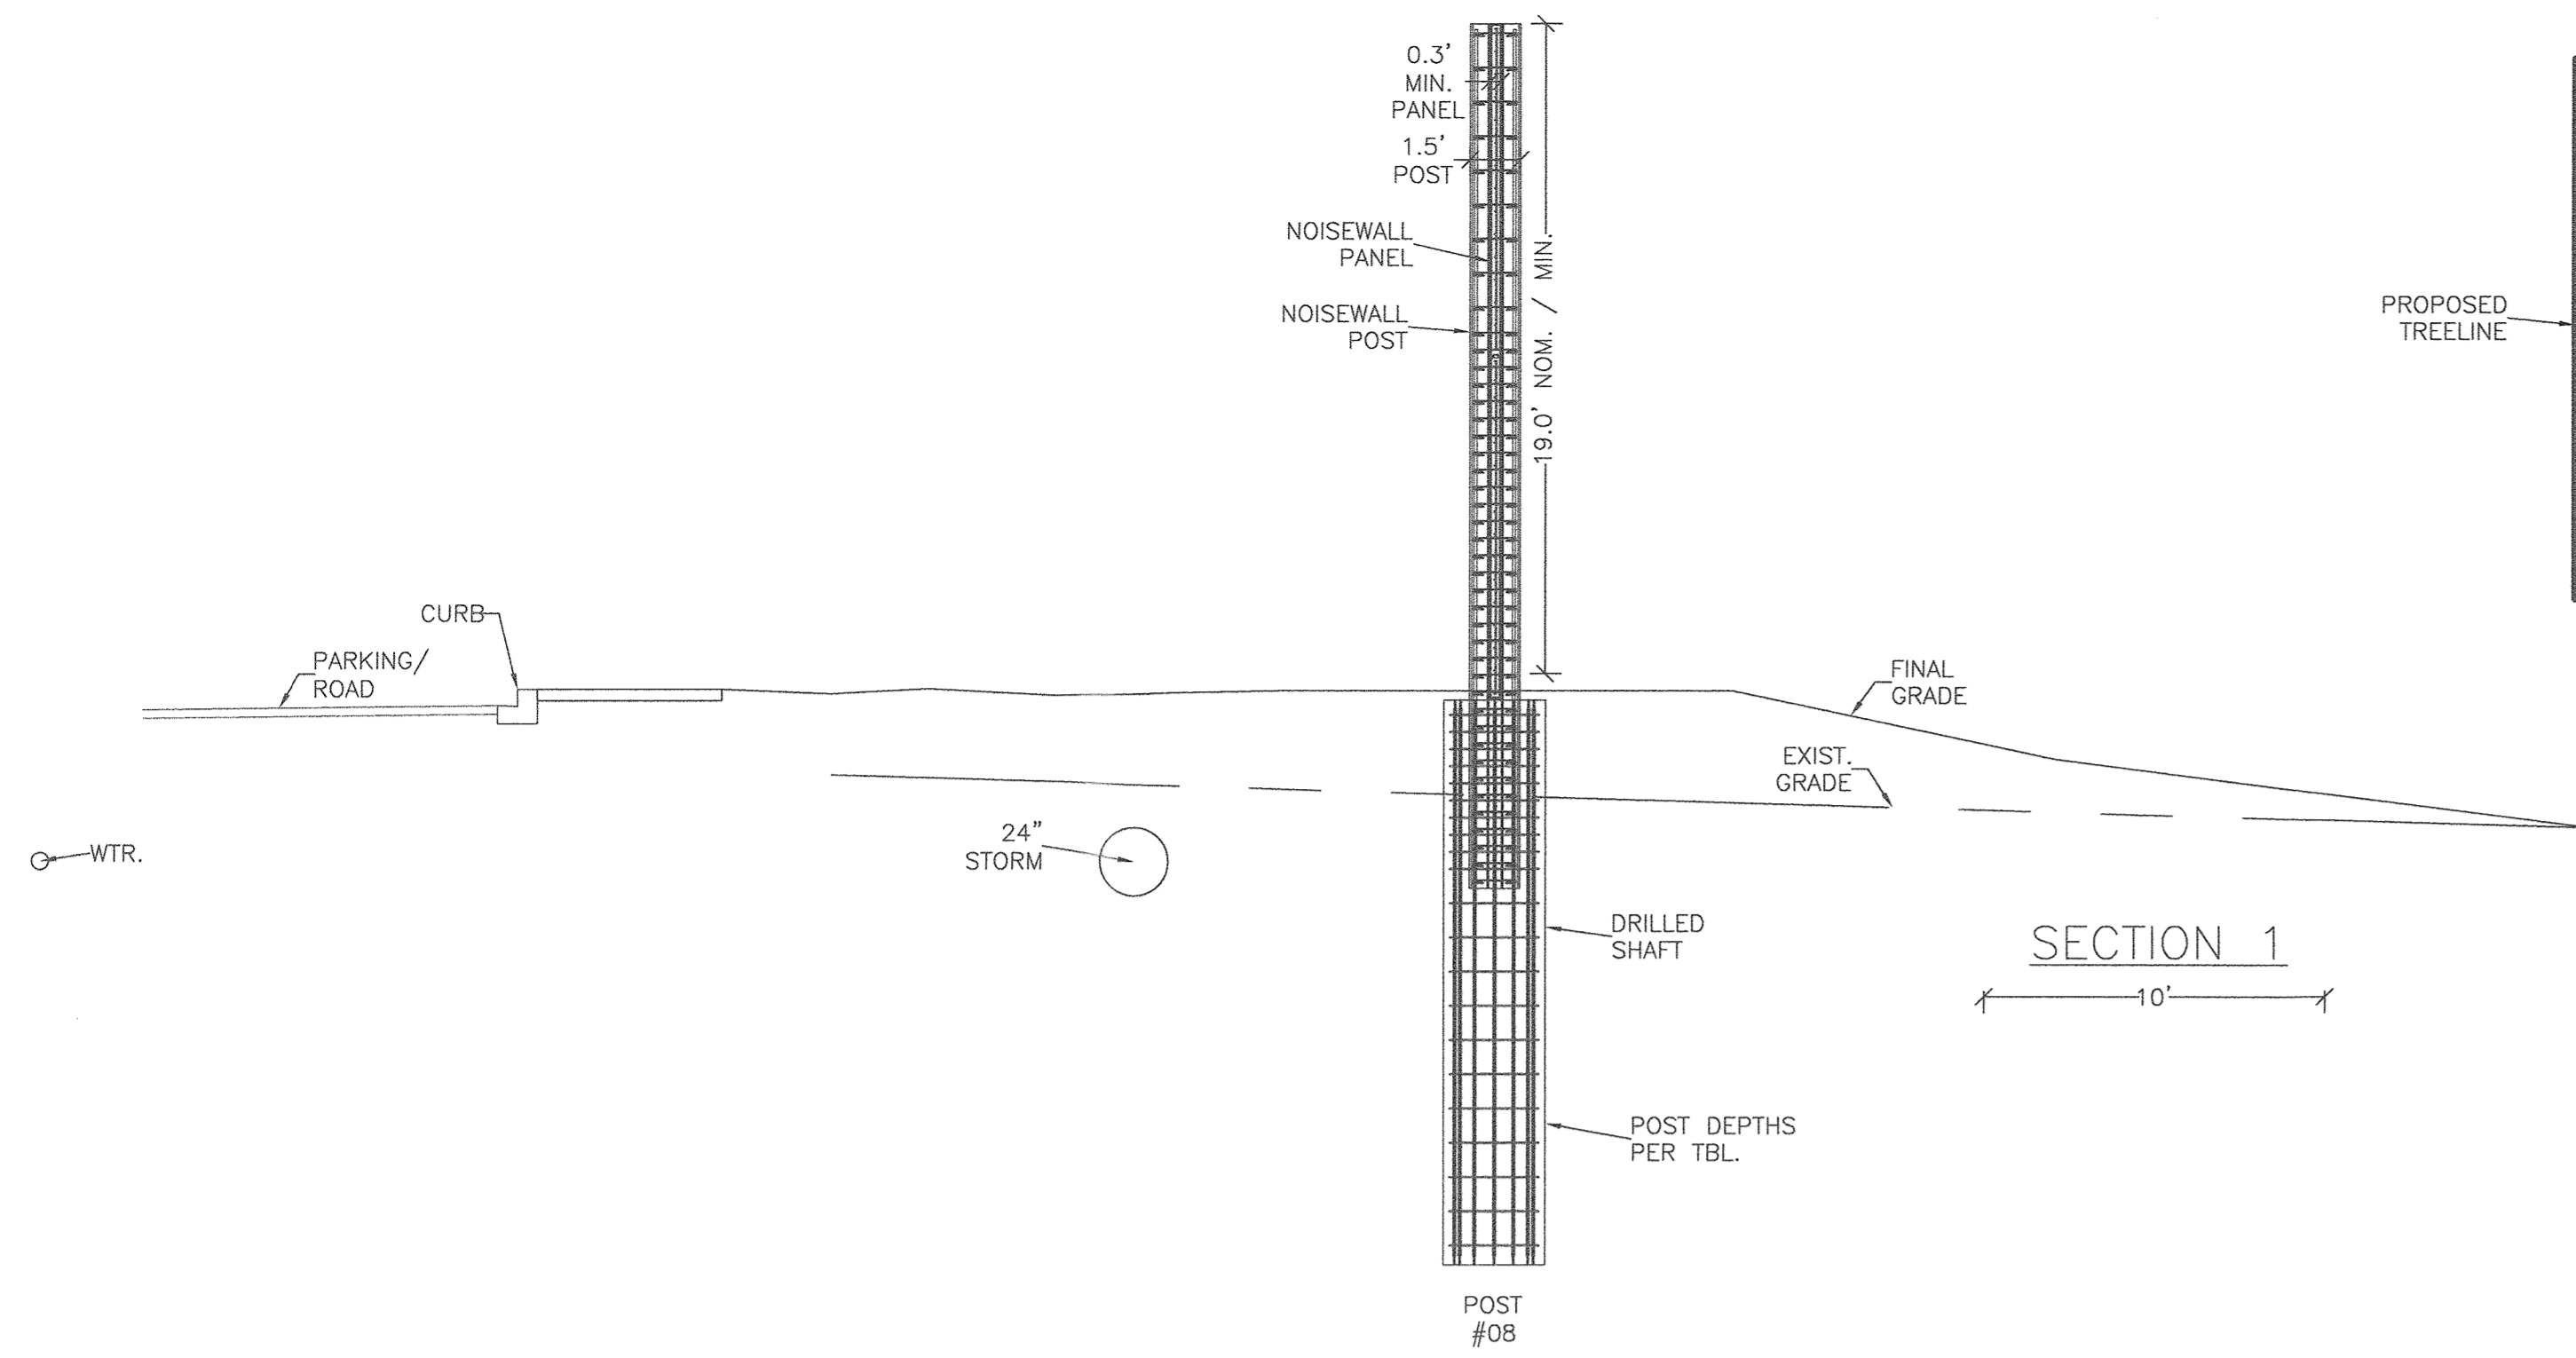 0.3'
MIN.
PANEL
1.5'
POST
NOISEWALL
PANEL
NOISEWALL
POST
19.0' NOM. / MIN.
PROPOSED
TREELINE
CURB
PARKING/
ROAD
FINAL
GRADE
EXIST.
GRADE
WTR.
24"
STORM
DRILLED
SHAFT
SECTION 1
10'
POST DEPTHS
PER TBL.
POST
#08